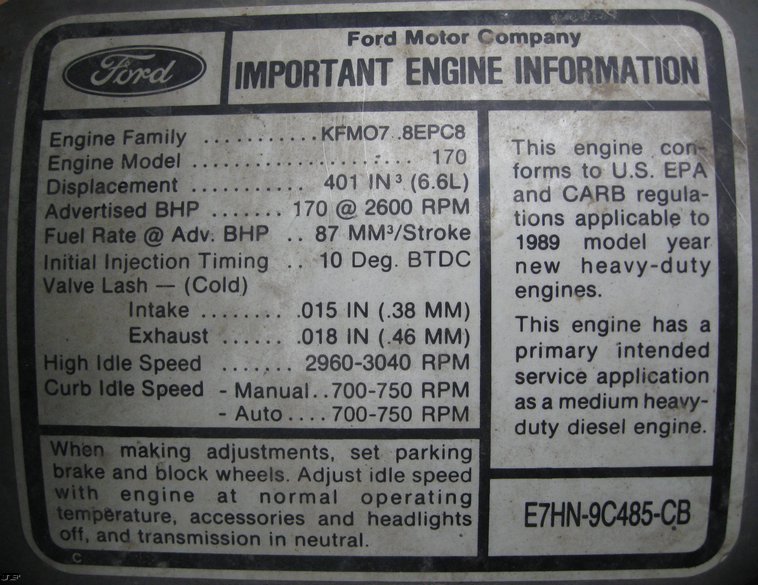 Ford
Ford Motor Company
IMPORTANT ENGINE INFORMATION
Engine Family ........... KFMO7 .8EPC8
Engine Model .................... 170
Displacement ........... 401 IN³ (6.6L)
Advertised BHP ....... 170 @ 2600 RPM
Fuel Rate @ Adv. BHP .. 87 MM³/Stroke
Initial Injection Timing .. 10 Deg. BTDC
Valve Lash — (Cold)
Intake ........ .015 IN (.38 MM)
Exhaust ....... .018 IN (.46 MM)
High Idle Speed ....... 2960-3040 RPM
Curb Idle Speed - Manual..700-750 RPM
- Auto ....700-750 RPM
When making adjustments, set parking
brake and block wheels. Adjust idle speed
with engine at normal operating
temperature, accessories and headlights
off, and transmission in neutral.
C
This engine con-
forms to U.S. EPA
and CARB regula-
tions applicable to
1989 model year
new heavy-duty
engines.
This engine has a
primary intended
service application
as a medium heavy-
duty diesel engine.
E7HN-9C485-CB